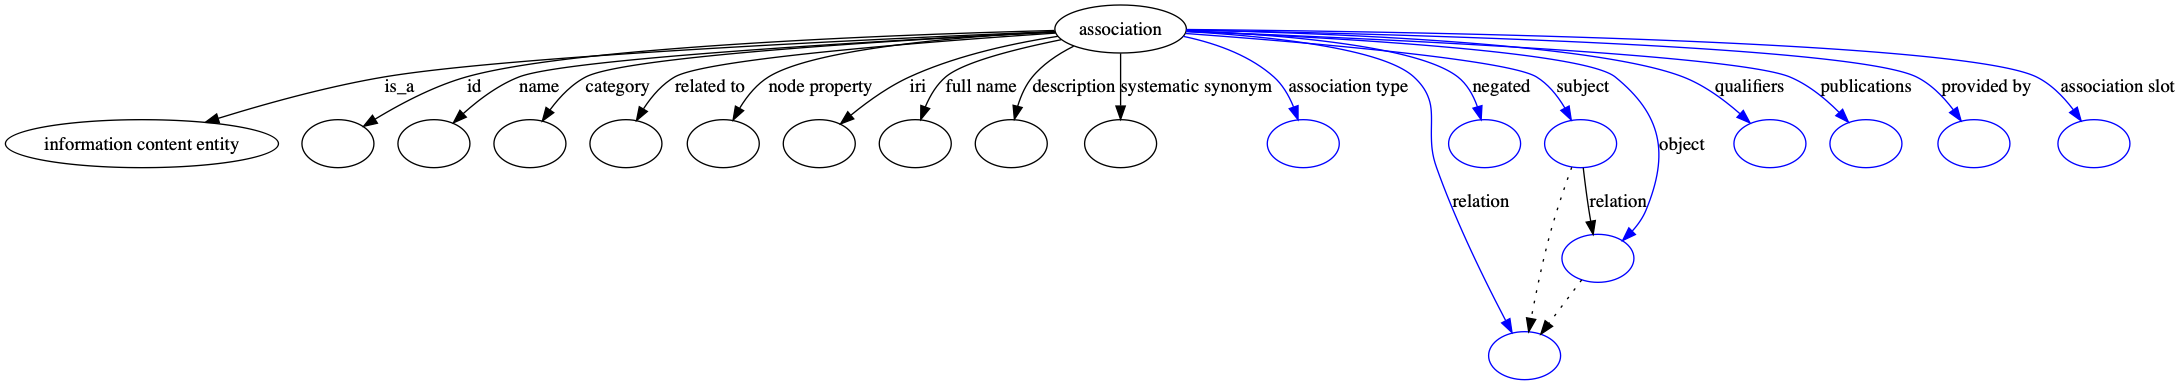 association
is_a
id
name
category
related to
node property
iri
full name
description
systematic synonym
association type
negated
subject
qualifiers
publications
provided by
association slot
information content entity
object
relation
relation